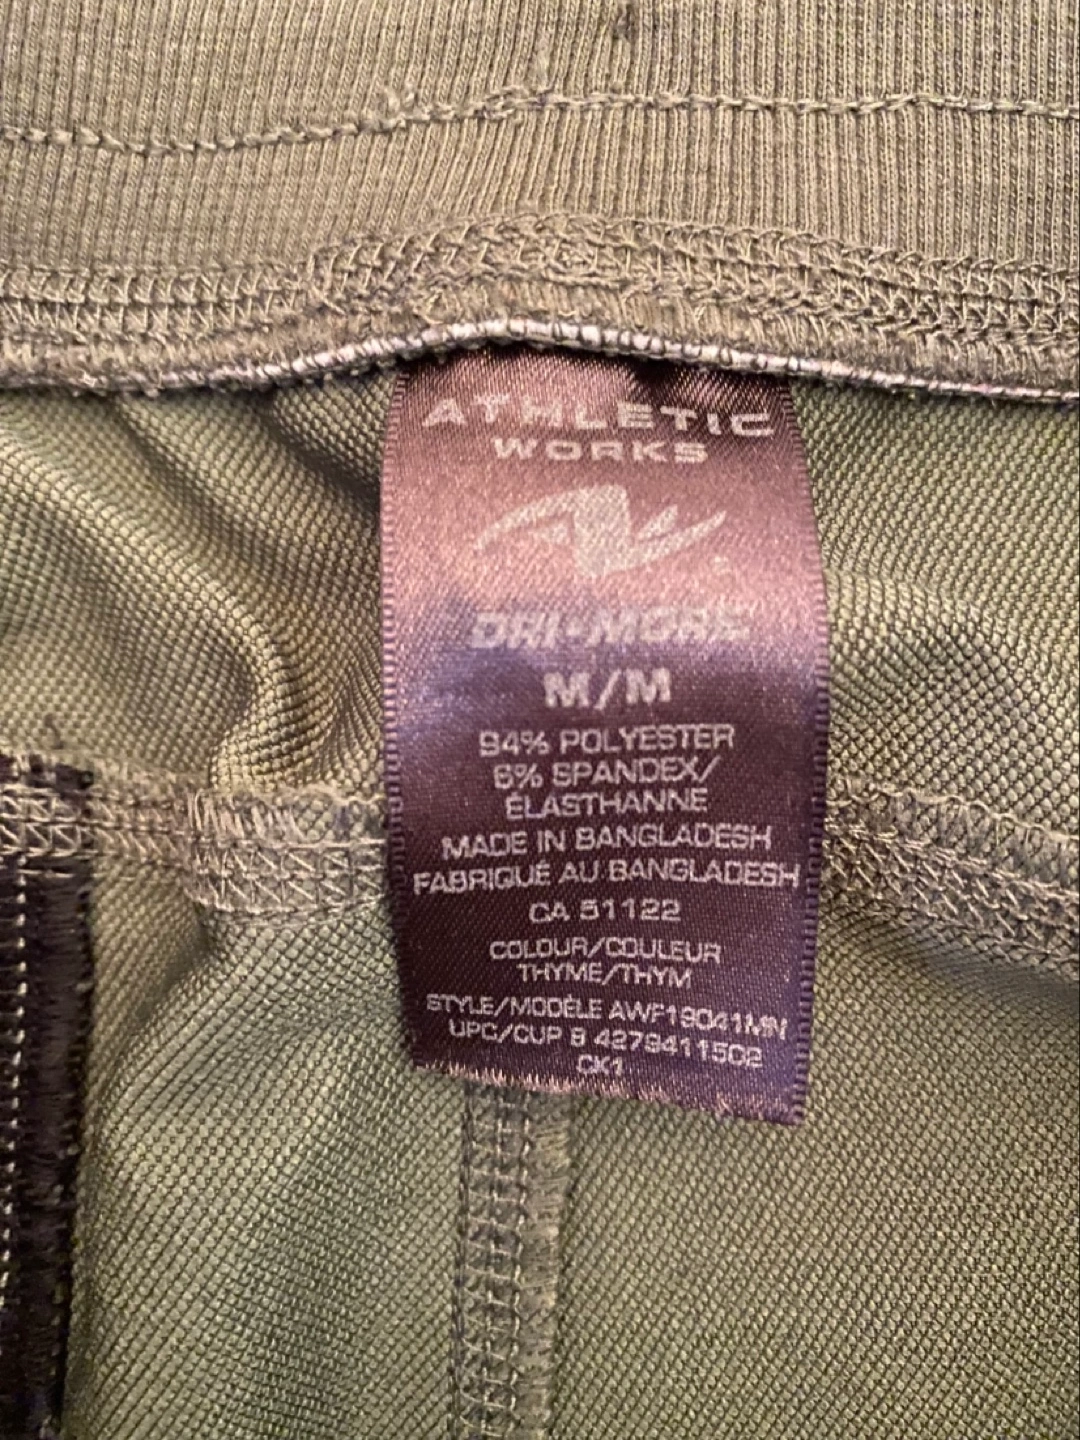 ATHLETIC
WORKS
DRI-MORE
M/M
94% POLYESTER
6% SPANDEX/
ÉLASTHANNE
MADE IN BANGLADESH
FABRIQUÉ AU BANGLADESH
CA 51122
COLOUR/COULEUR
THYME/THYM
STYLE/MODÈLE AWF19041MN
UPC/CUP 8 4279411502
CK1